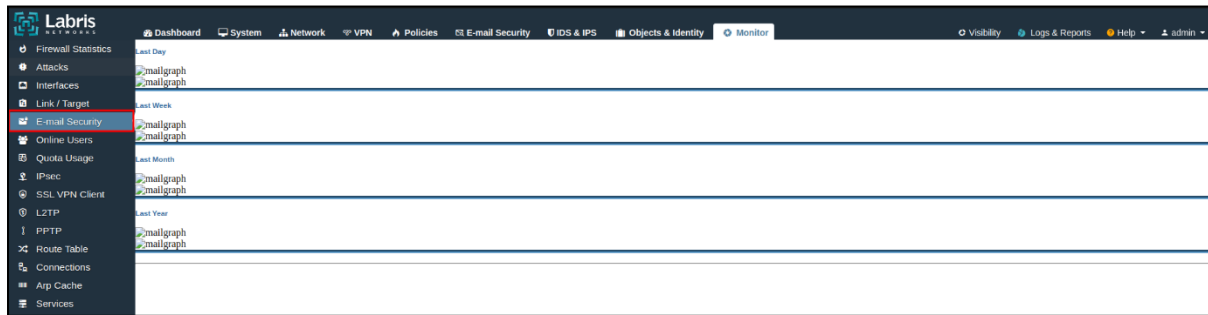 Labris
NETWORKS
Dashboard System Network VPN Policies E-mail Security IDS & IPS Objects & Identity Monitor Visibility Logs & Reports Help admin
Firewall Statistics
Attacks
Interfaces
Link / Target
E-mail Security
Online Users
Quota Usage
IPsec
SSL VPN Client
L2TP
PPTP
Route Table
Connections
Arp Cache
Services
Last Day
mailgraph
mailgraph
Last Week
mailgraph
mailgraph
Last Month
mailgraph
mailgraph
Last Year
mailgraph
mailgraph